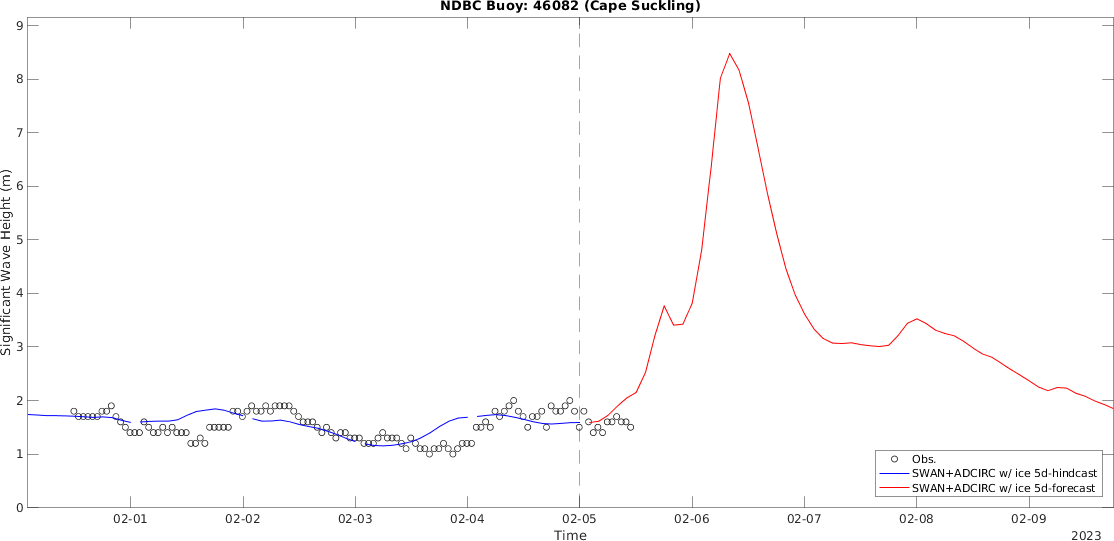 NDBC Buoy: 46082 (Cape Suckling)
9
8
7
6
5
4
3
2
1
0
Significant Wave Height (m)
Obs.
SWAN+ADCIRC w/ ice 5d-hindcast
SWAN+ADCIRC w/ ice 5d-forecast
02-01 02-02 02-03 02-04 02-05 02-06 02-07 02-08 02-09
Time
2023